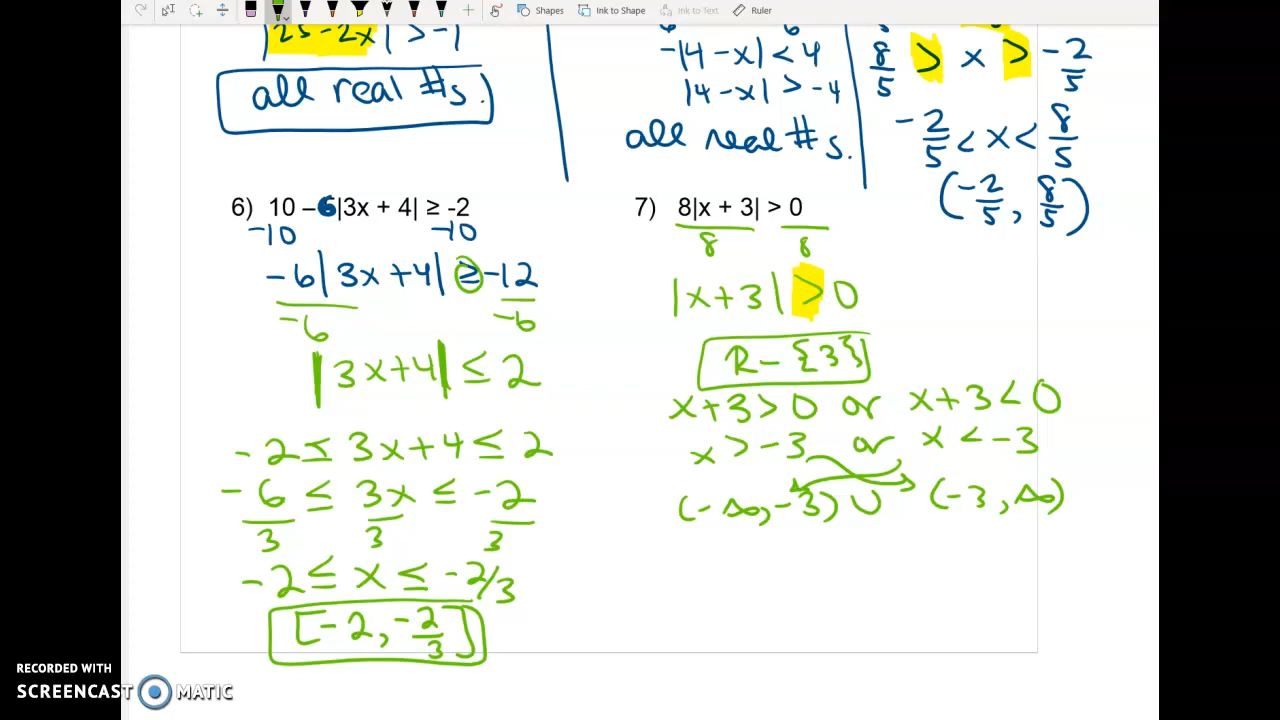 Shapes Ink to Shape Ink to Text Ruler
|25 - 2x| > -1
all real #s.
-|4 - x| < 4
|4 - x| > -4
all real #s.
8/5 > x > -2/5
-2/5 < x < 8/5
(-2/5, 8/5)
6) 10 – 6|3x + 4| ≥ -2
-10 -10
-6|3x + 4| ≥ -12
-6 -6
|3x+4| ≤ 2
-2 ≤ 3x+4 ≤ 2
-6 ≤ 3x ≤ -2
3 3 3
-2 ≤ x ≤ -2/3
[-2, -2/3]
7) 8|x + 3| > 0
8 8
|x+3| > 0
R - {3}
x+3 > 0 or x+3 < 0
x > -3 or x < -3
(-∞, -3) ∪ (-3, ∞)
RECORDED WITH
SCREENCAST MATIC